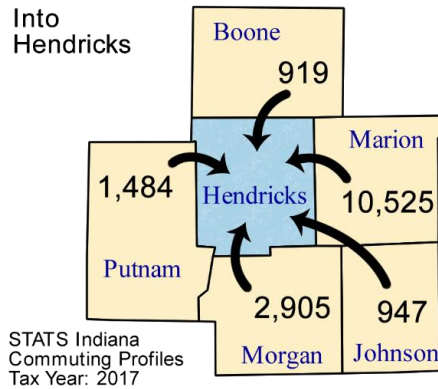 Into
Hendricks
Boone
919
Marion
10,525
1,484
Hendricks
Putnam
2,905
Morgan
947
Johnson
STATS Indiana
Commuting Profiles
Tax Year: 2017